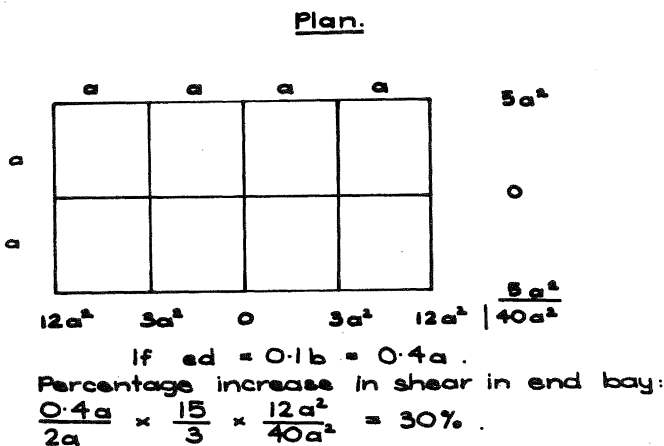 Plan.
a a a a
5a²
a
0
a
5a²
12a² 3a² 0 3a² 12a² | 40a²
If ed = 0·1b = 0·4a .
Percentage increase in shear in end bay:
0·4a/2a × 15/3 × 12a²/40a² = 30% .